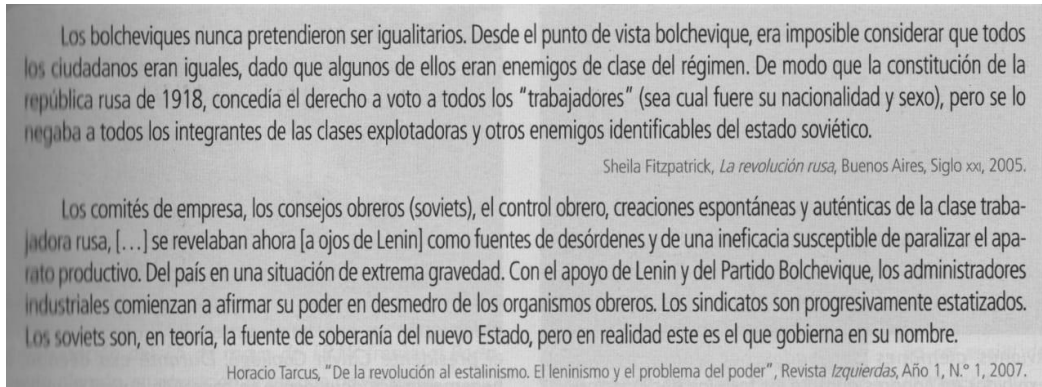 Los bolcheviques nunca pretendieron ser igualitarios. Desde el punto de vista bolchevique, era imposible considerar que todos
los ciudadanos eran iguales, dado que algunos de ellos eran enemigos de clase del régimen. De modo que la constitución de la
república rusa de 1918, concedía el derecho a voto a todos los "trabajadores" (sea cual fuere su nacionalidad y sexo), pero se lo
negaba a todos los integrantes de las clases explotadoras y otros enemigos identificables del estado soviético.
Sheila Fitzpatrick, La revolución rusa, Buenos Aires, Siglo XXI, 2005.
Los comités de empresa, los consejos obreros (soviets), el control obrero, creaciones espontáneas y auténticas de la clase traba-
jadora rusa, […] se revelaban ahora [a ojos de Lenin] como fuentes de desórdenes y de una ineficacia susceptible de paralizar el apa-
rato productivo. Del país en una situación de extrema gravedad. Con el apoyo de Lenin y del Partido Bolchevique, los administradores
industriales comienzan a afirmar su poder en desmedro de los organismos obreros. Los sindicatos son progresivamente estatizados.
Los soviets son, en teoría, la fuente de soberanía del nuevo Estado, pero en realidad este es el que gobierna en su nombre.
Horacio Tarcus, "De la revolución al estalinismo. El leninismo y el problema del poder", Revista Izquierdas, Año 1, N.° 1, 2007.